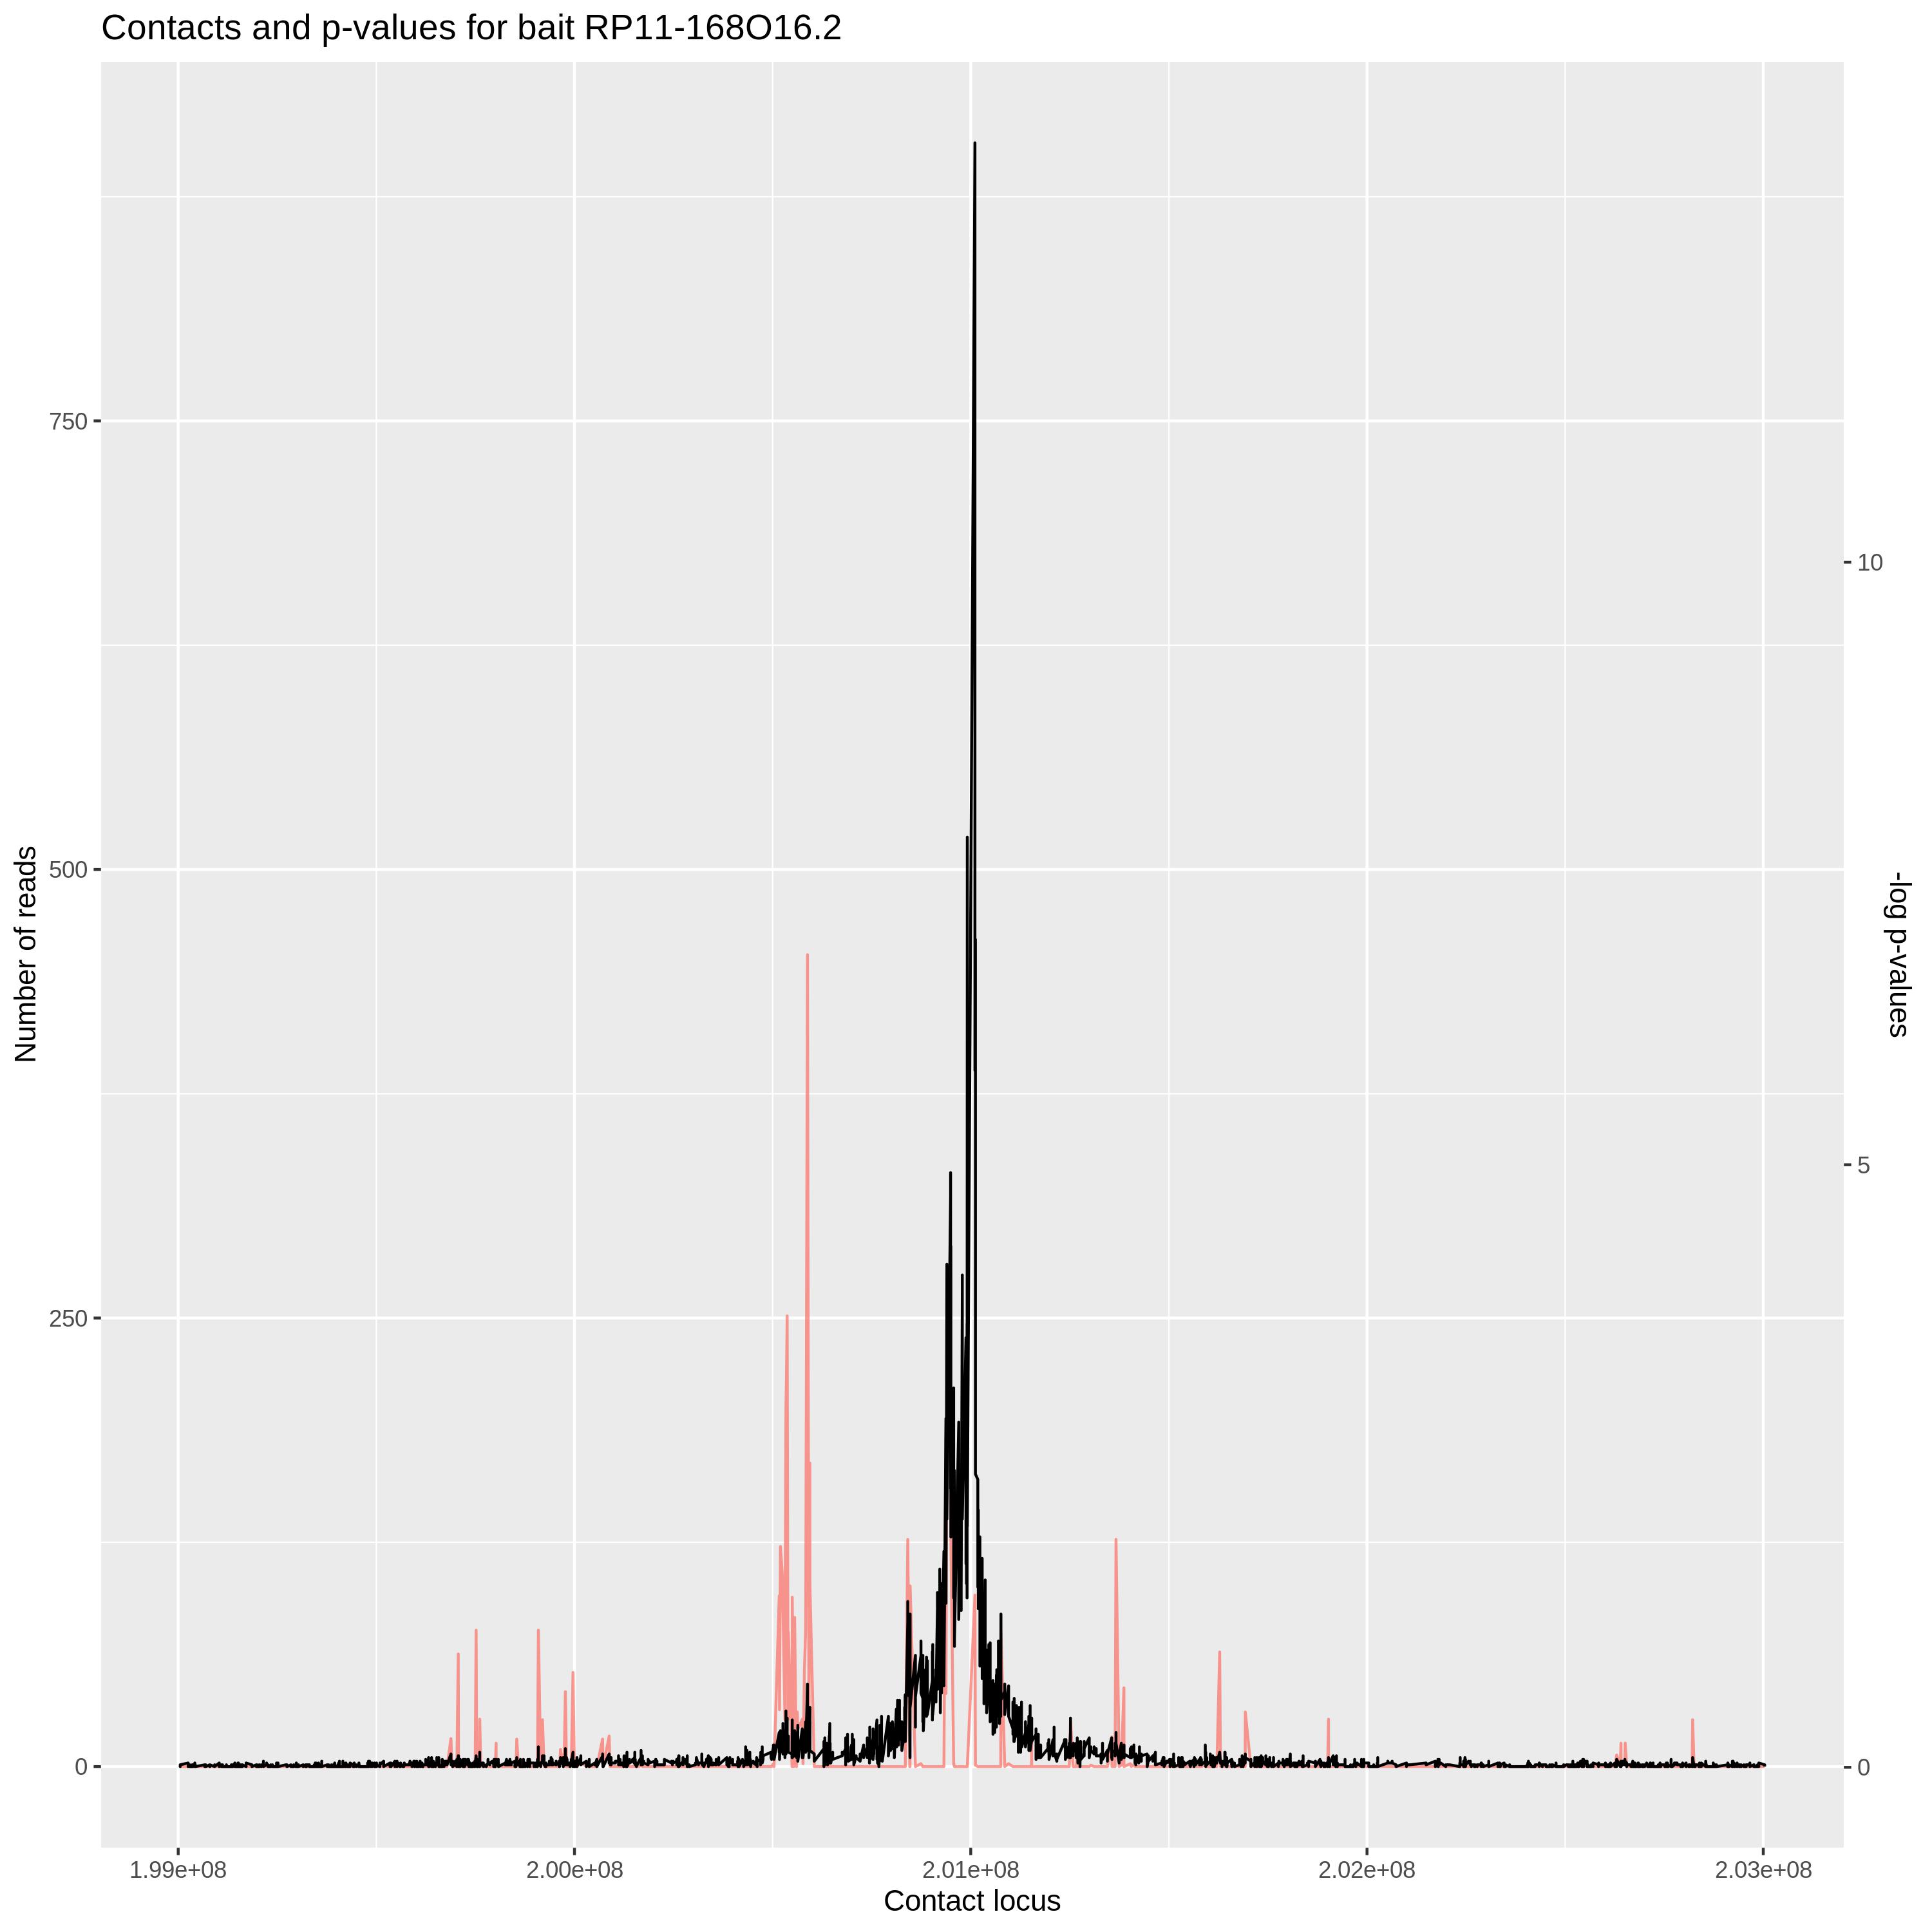 Contacts and p-values for bait RP11-168O16.2
750
500
250
0
Number of reads
10
5
0
-log p-values
1.99e+08
2.00e+08
2.01e+08
2.02e+08
2.03e+08
Contact locus